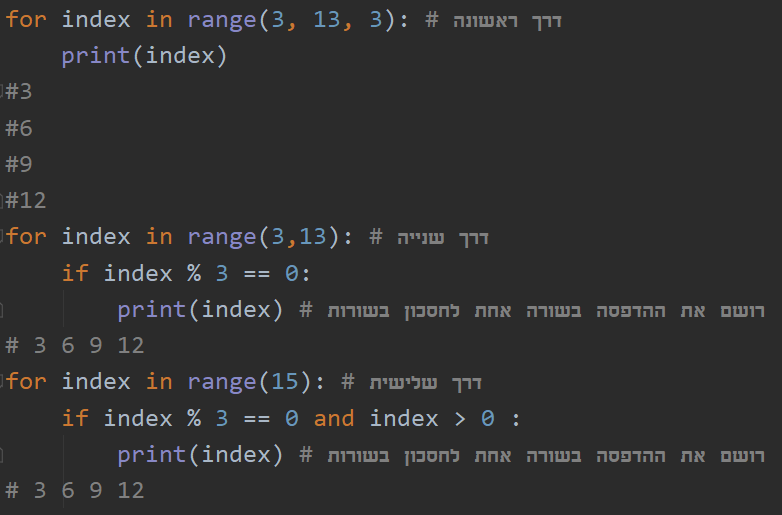 for index in range(3, 13, 3): # דרך ראשונה
    print(index)
#3
#6
#9
#12
for index in range(3,13): # דרך שנייה
    if index % 3 == 0:
        print(index) # רושם את ההדפסה בשורה אחת לחסכון בשורות
# 3 6 9 12
for index in range(15): # דרך שלישית
    if index % 3 == 0 and index > 0 :
        print(index) # רושם את ההדפסה בשורה אחת לחסכון בשורות
# 3 6 9 12